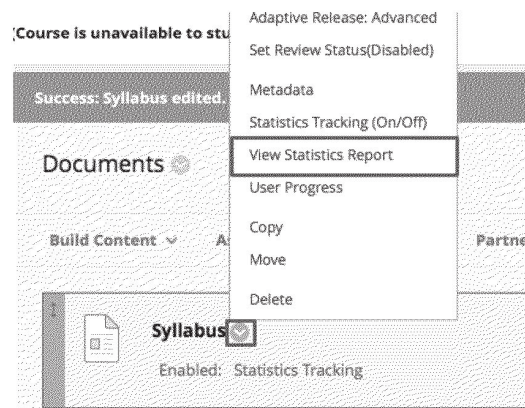 Adaptive Release: Advanced
(Course is unavailable to stu
Set Review Status(Disabled)
Metadata
Success: Syllabus edited.
Statistics Tracking (On/Off)
View Statistics Report
Documents
User Progress
Copy
Build Content
A
Partne
Move
Delete
Syllabus
Enabled: Statistics Tracking